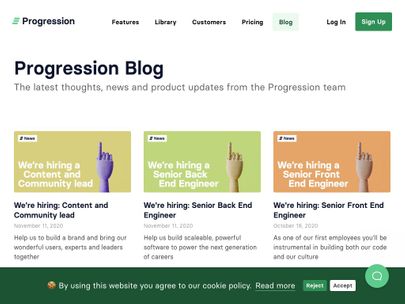 Progression
Features Library Customers Pricing Blog Log In Sign Up
Progression Blog
The latest thoughts, news and product updates from the Progression team
News
We're hiring a
Content and
Community lead
We're hiring: Content and
Community lead
November 11, 2020
Help us to build a brand and bring our
wonderful users, experts and leaders
together
News
We're hiring a
Senior Back
End Engineer
We're hiring: Senior Back End
Engineer
November 11, 2020
Help us build scaleable, powerful
software to power the next generation
of careers
News
We're hiring a
Senior Front
End Engineer
We're hiring: Senior Front End
Engineer
October 19, 2020
As one of our first employees you'll be
instrumental in building both our code
and our culture
By using this website you agree to our cookie policy. Read more Reject Accept